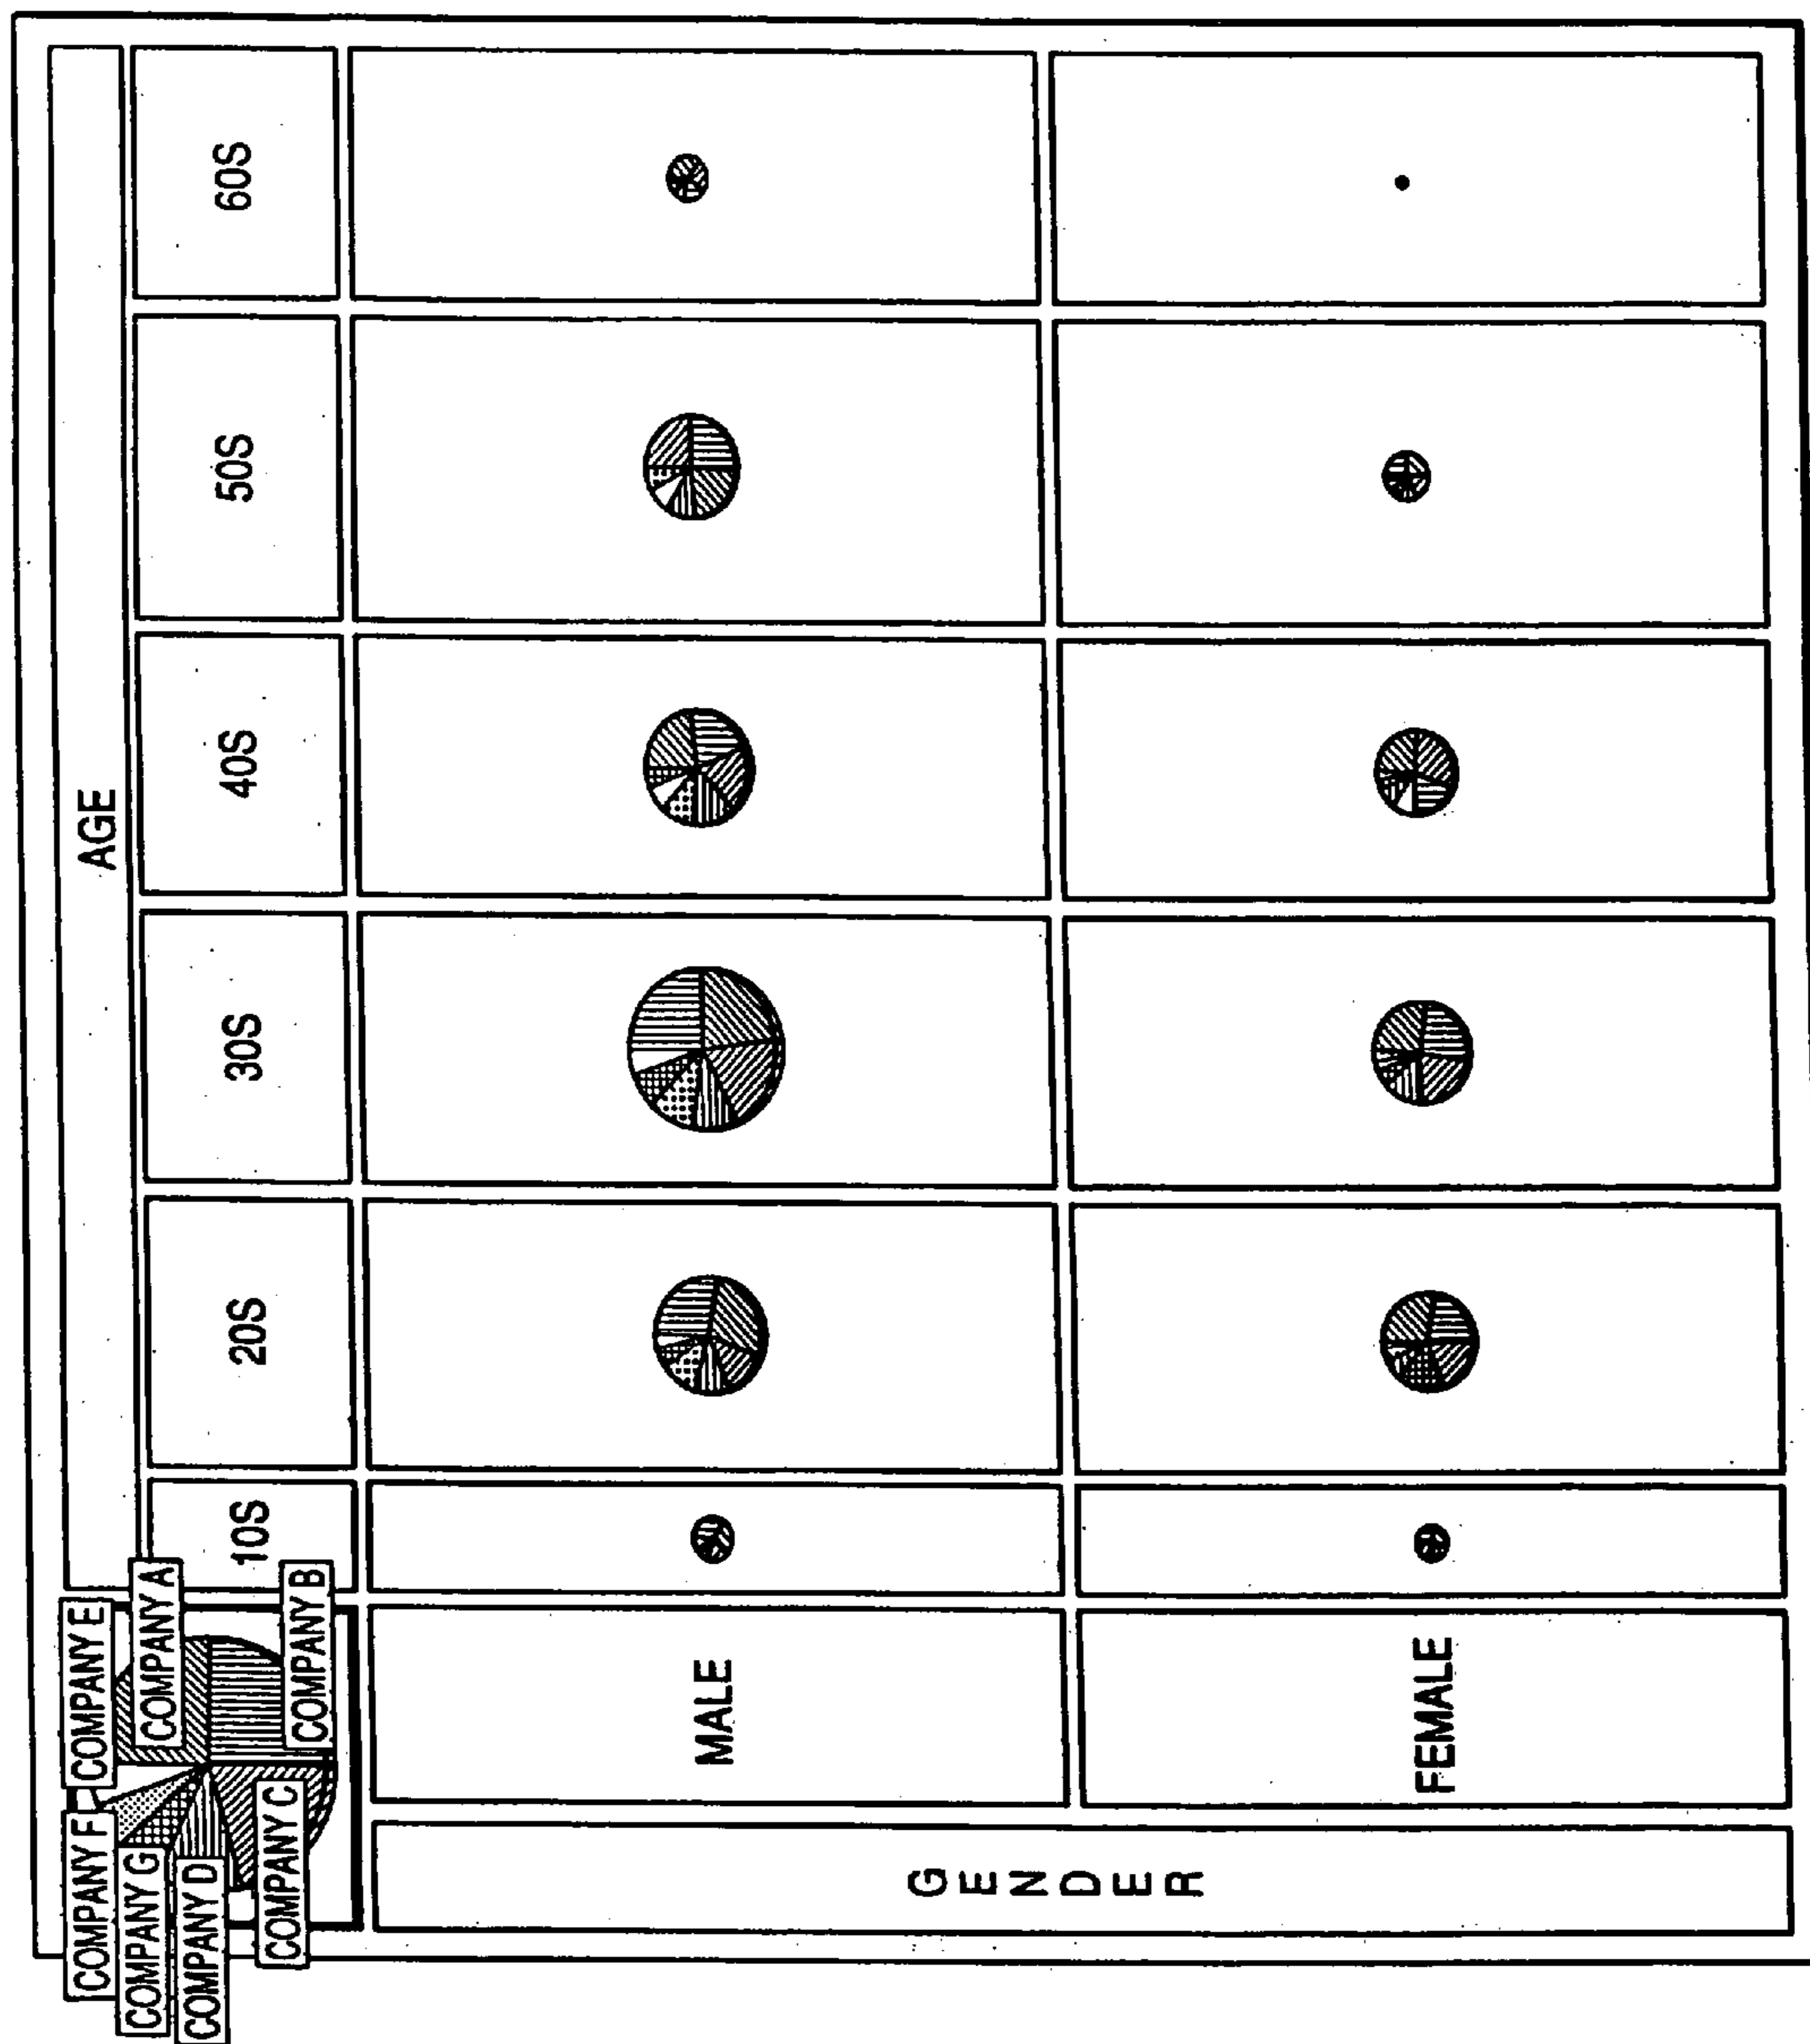 COMPANY E
COMPANY F
COMPANY A
COMPANY G
COMPANY D
COMPANY B
COMPANY C
AGE
10S
20S
30S
40S
50S
60S
GENDER
MALE
FEMALE